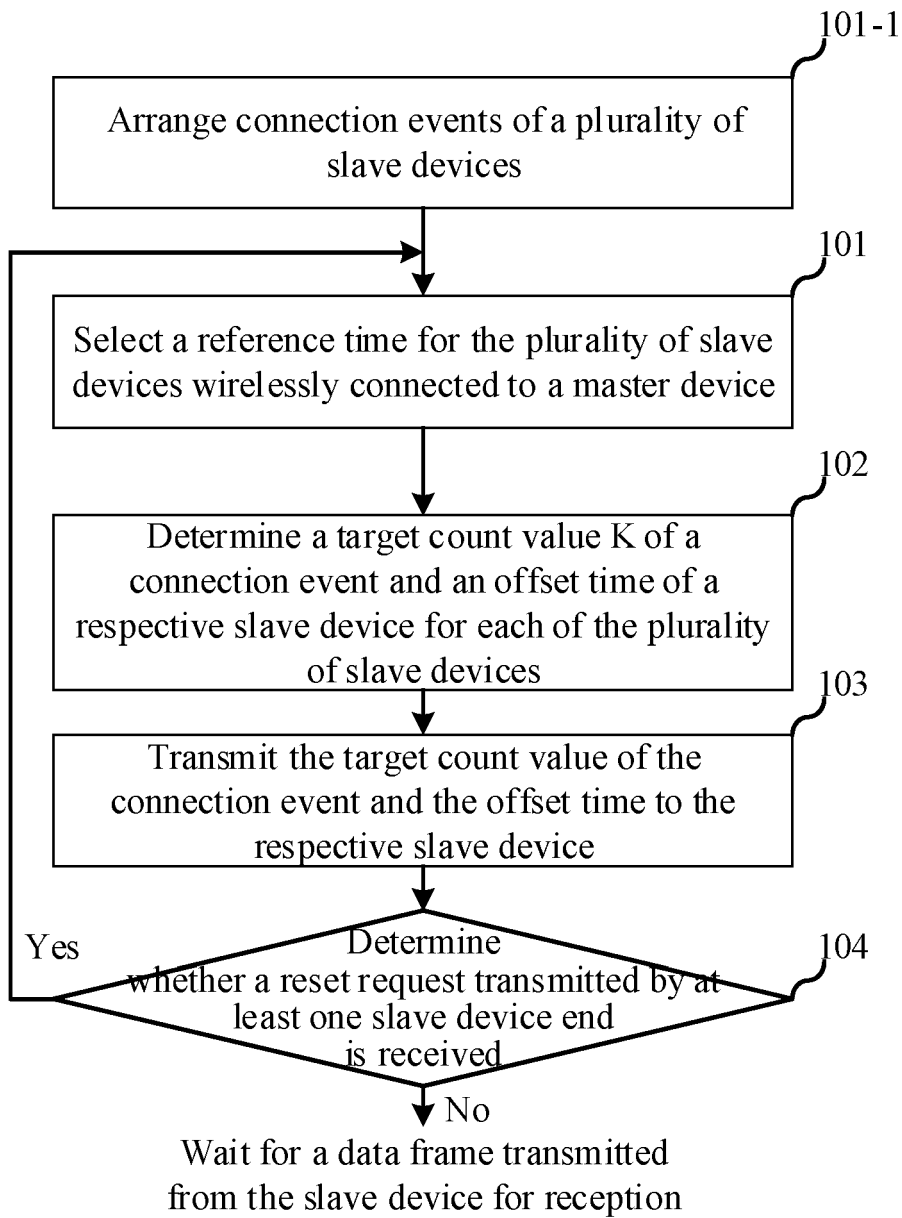 101-1
Arrange connection events of a plurality of
slave devices
101
Select a reference time for the plurality of slave
devices wirelessly connected to a master device
102
Determine a target count value K of a
connection event and an offset time of a
respective slave device for each of the plurality
of slave devices
103
Transmit the target count value of the
connection event and the offset time to the
respective slave device
Yes
104
Determine
whether a reset request transmitted by at
least one slave device end
is received
No
Wait for a data frame transmitted
from the slave device for reception